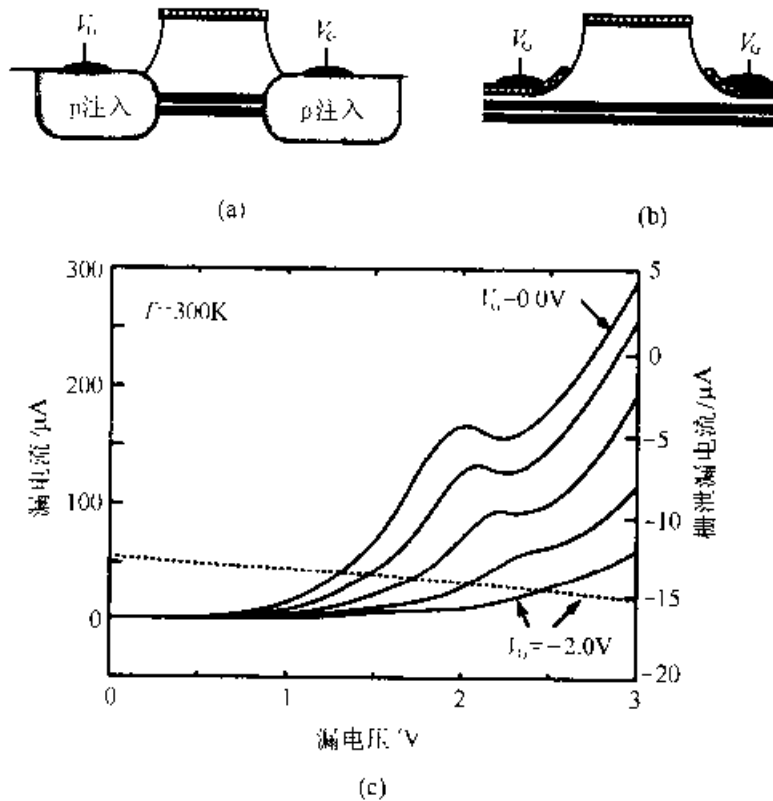 V_G V_G
p注入 p注入
(a)
V_G V_G
(b)
300
200
100
0
漏电流/μA
T=300K
V_G=0.0V
V_G=-2.0V
5
0
-5
-10
-15
-20
栅泄漏电流/μA
0 1 2 3
漏电压/V
(c)